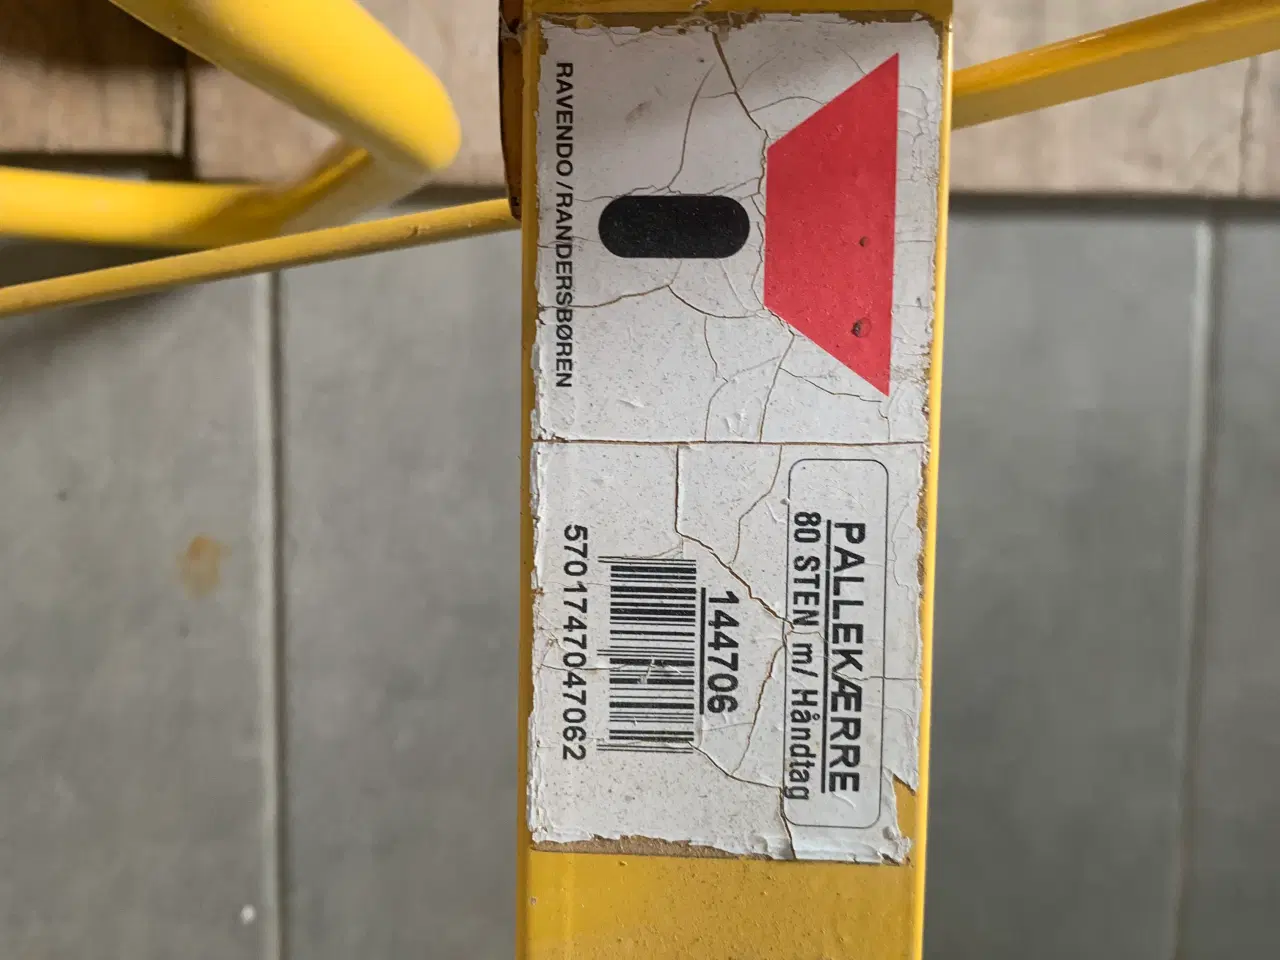 PALLEKÆRRE
80 STEN m/ Håndtag
144706
5701747047062
RAVENDO/RANDERSBØREN